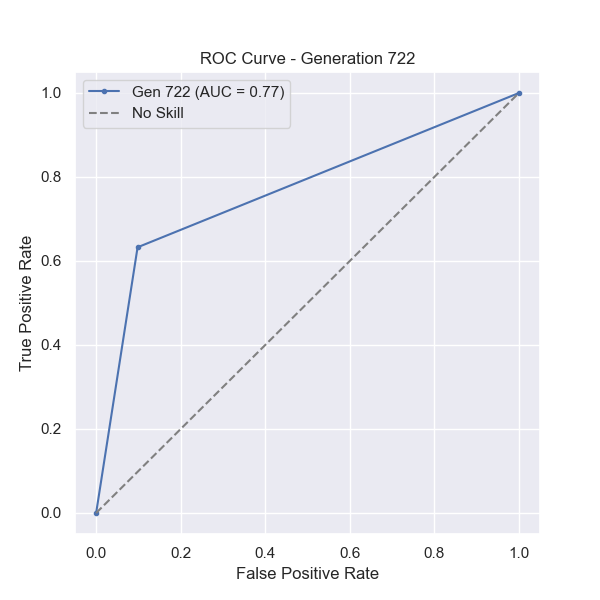 ROC Curve - Generation 722
Gen 722 (AUC = 0.77)
No Skill
True Positive Rate
1.0
0.8
0.6
0.4
0.2
0.0
0.0 0.2 0.4 0.6 0.8 1.0
False Positive Rate